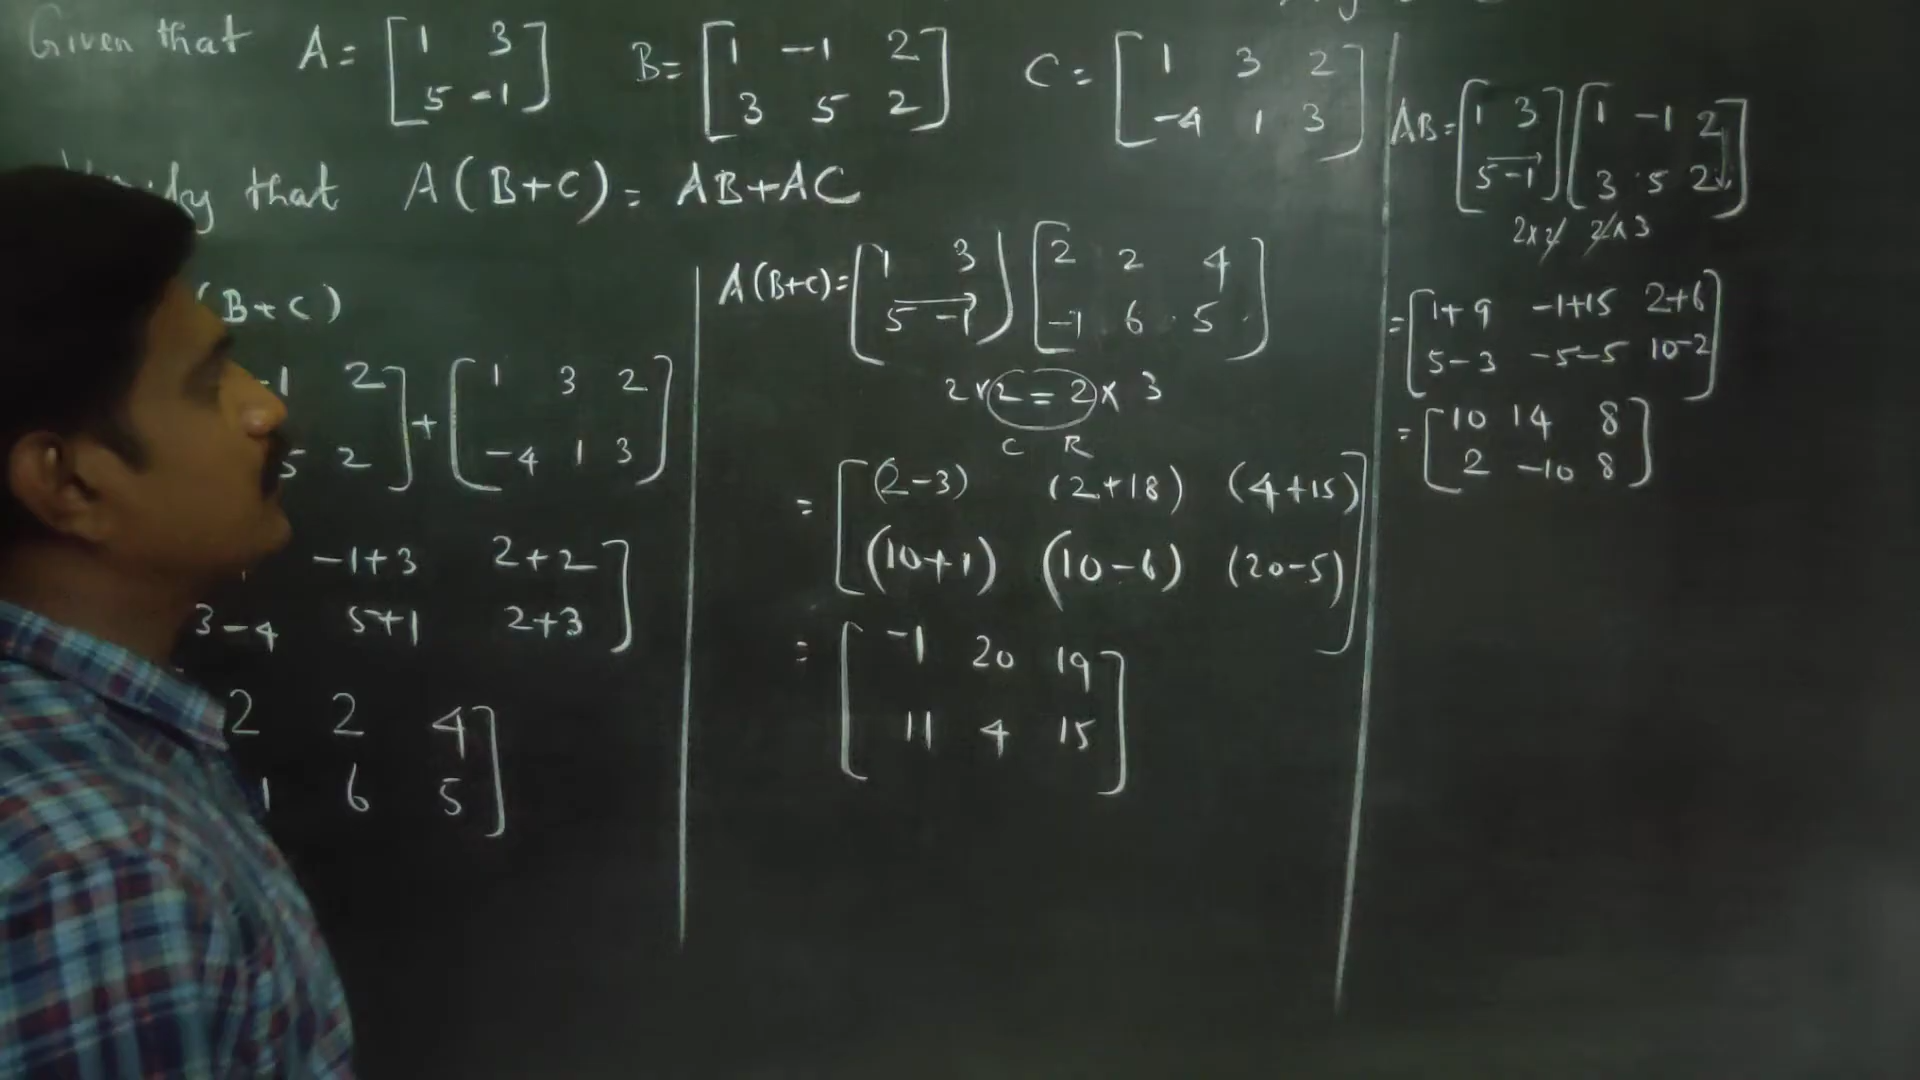 Given that A = [1 3 5 -1] B = [1 -1 2 3 5 2] C = [1 3 2 -4 1 3]
that A(B+C) = AB+AC
(B+C)
-1 2
5 2] + [1 3 2
-4 1 3]
-1+3 2+2
3-4 5+1 2+3]
2 2 4
1 6 5]
A(B+C) = [1 3 5 -1] [2 2 4 -1 6 5]
2 × 2 = 2 × 3
C R
= [(2-3) (2+18) (4+15)
(10+1) (10-6) (20-5)]
= [-1 20 19
11 4 15]
AB = [1 3 5 -1] [1 -1 2 3 5 2]
2×2 2×3
= [1+9 -1+15 2+6
5-3 -5-5 10-2]
= [10 14 8
2 -10 8]